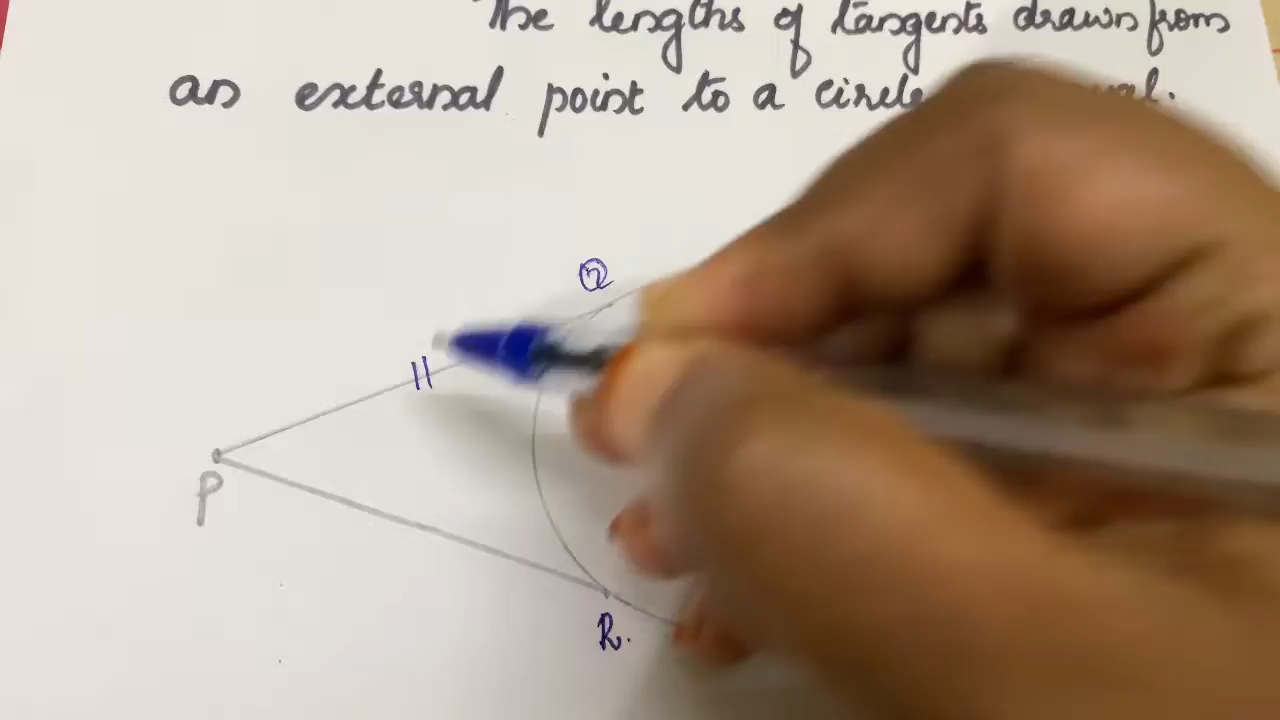 The lengths of tangents drawn from
an external point to a circle
Q
P
R.